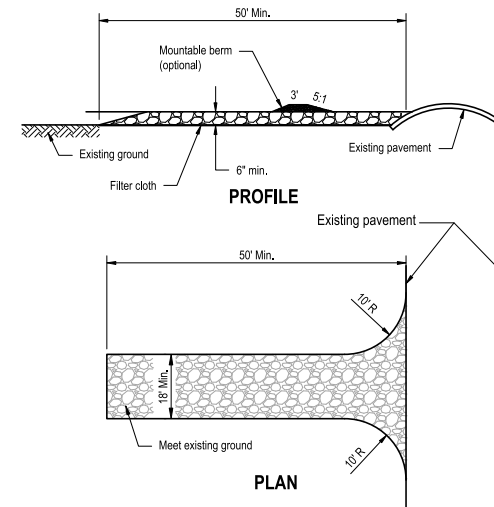 50' Min.
Mountable berm
(optional)
3'
5:1
Existing ground
Existing pavement
Filter cloth
6" min.
PROFILE
Existing pavement
50' Min.
10' R
18' Min.
Meet existing ground
10' R
PLAN